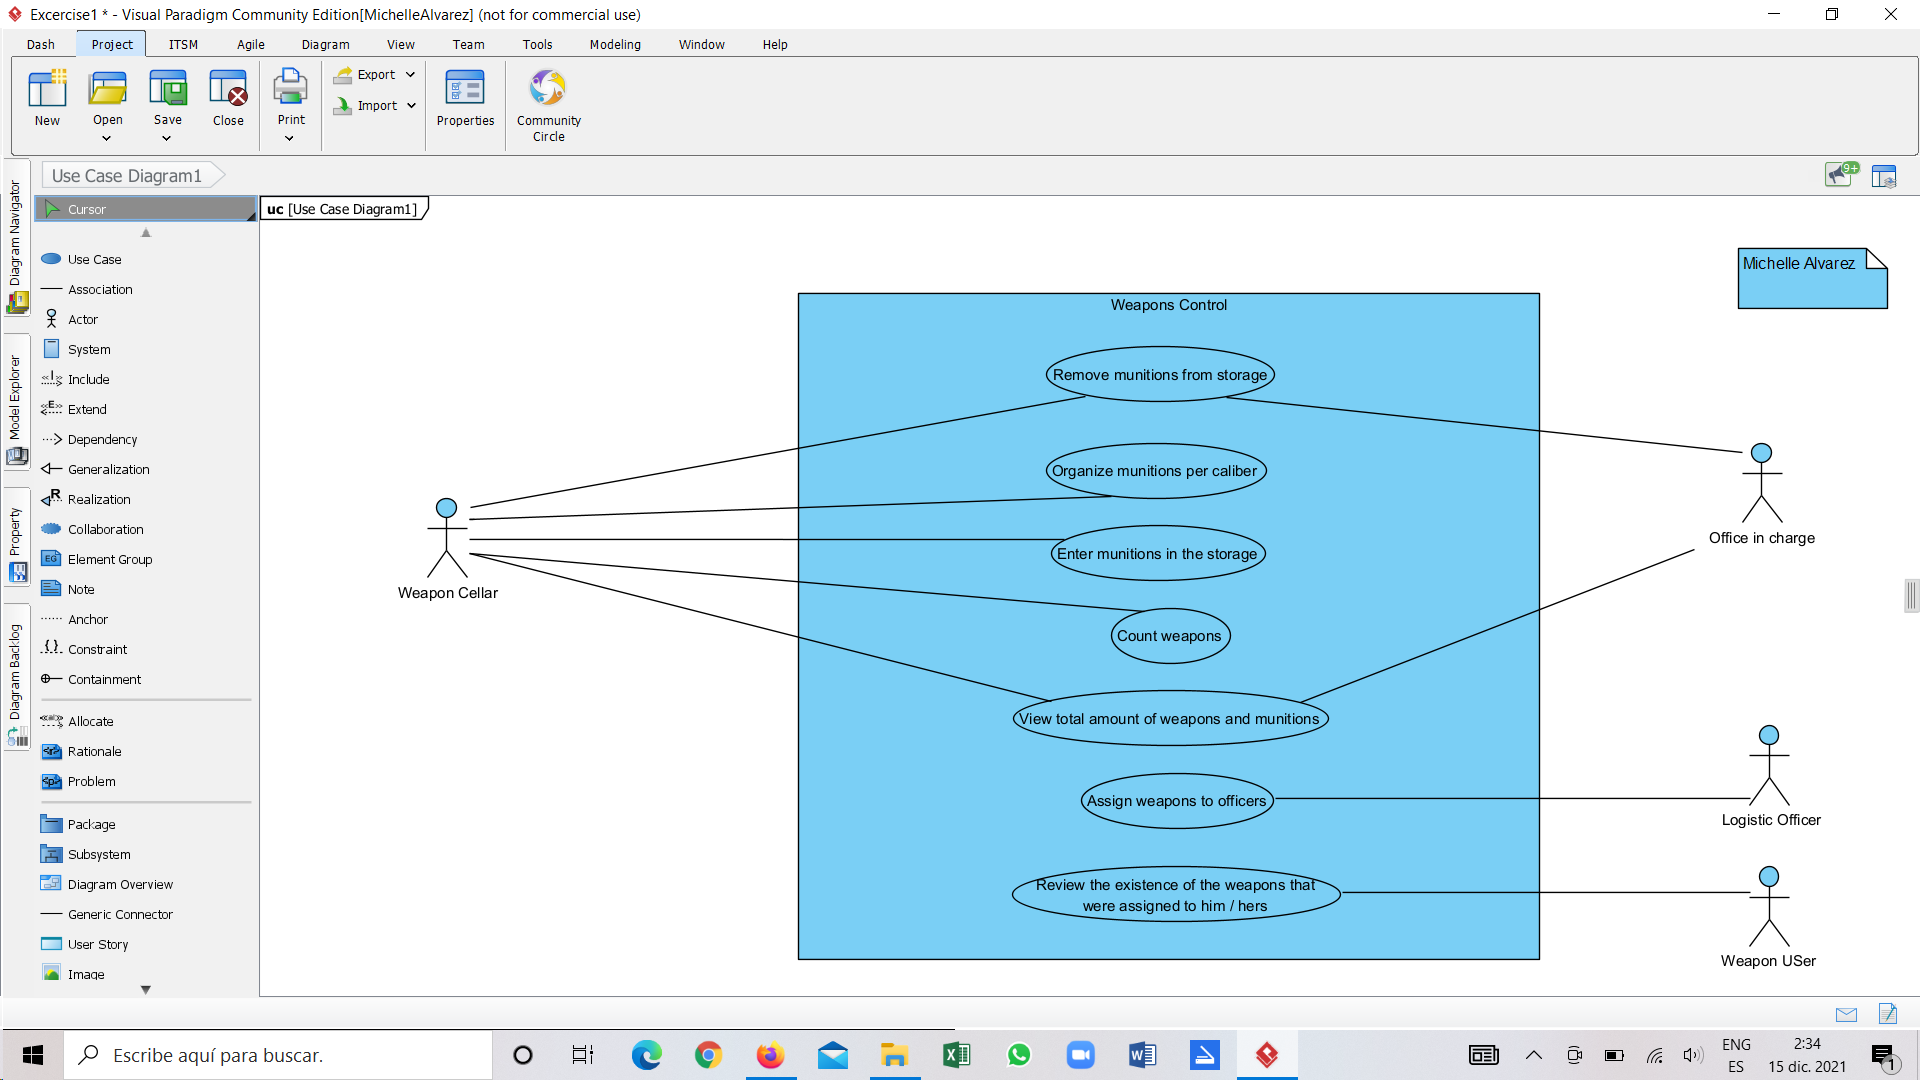 Excercise1 * - Visual Paradigm Community Edition[MichelleAlvarez] (not for commercial use)
Dash Project ITSM Agile Diagram View Team Tools Modeling Window Help
New Open Save Close Print Export Import Properties Community Circle
Use Case Diagram1
9+
Diagram Navigator
Model Explorer
Property
Diagram Backlog
Cursor
Use Case
Association
Actor
System
Include
Extend
Dependency
Generalization
Realization
Collaboration
Element Group
Note
Anchor
Constraint
Containment
Allocate
Rationale
Problem
Package
Subsystem
Diagram Overview
Generic Connector
User Story
Image
uc [Use Case Diagram1]
Michelle Alvarez
Weapons Control
Remove munitions from storage
Organize munitions per caliber
Enter munitions in the storage
Count weapons
View total amount of weapons and munitions
Assign weapons to officers
Review the existence of the weapons that
were assigned to him / hers
Weapon Cellar
Office in charge
Logistic Officer
Weapon USer
Escribe aquí para buscar.
ENG
ES
2:34
15 dic. 2021
1